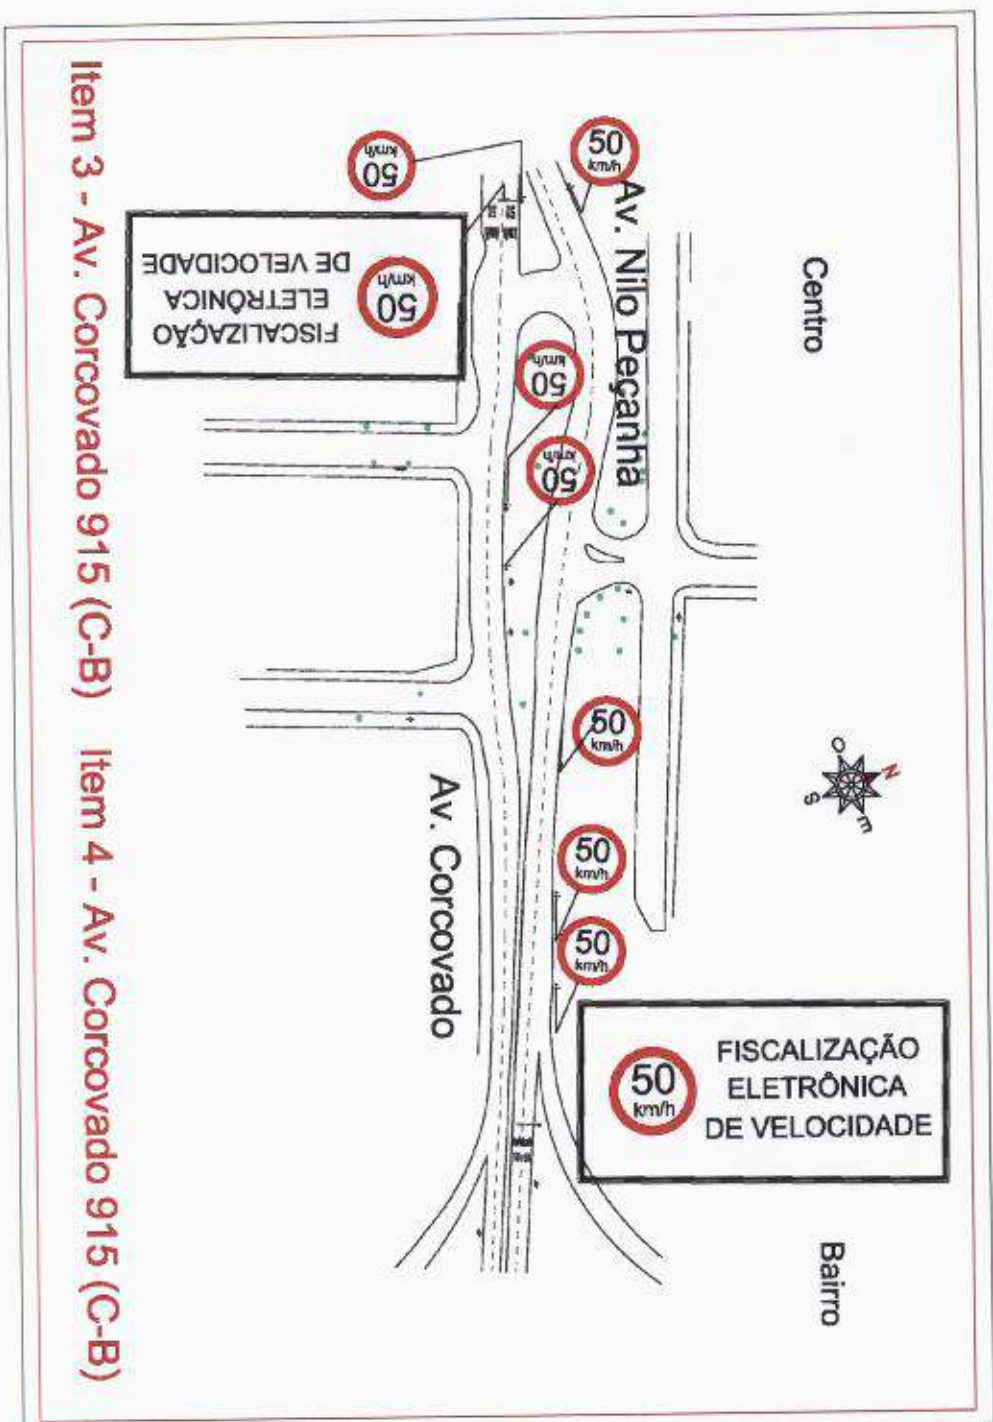 Centro
Bairro
50
km/h
Av. Nilo Peçanha
50
km/h
50
km/h
FISCALIZAÇÃO
ELETRÔNICA
DE VELOCIDADE
50
km/h
50
km/h
50
km/h
50
km/h
50
km/h
50
km/h
FISCALIZAÇÃO
ELETRÔNICA
DE VELOCIDADE
N
O
S
E
Av. Corcovado
Item 3 - Av. Corcovado 915 (C-B) Item 4 - Av. Corcovado 915 (C-B)